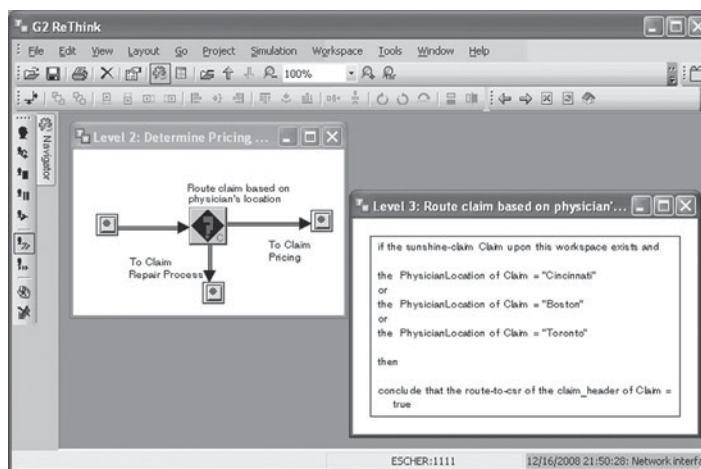 G2 ReThink
File Edit View Layout Go Project Simulation Workspace Tools Window Help
100%
Navigator
Level 2: Determine Pricing ...
Route claim based on
physician's location
To Claim
Pricing
To Claim
Repair Process
C
Level 3: Route claim based on physician'...
if the sunshine-claim Claim upon this workspace exists and
the PhysicianLocation of Claim = "Cincinnati"
or
the PhysicianLocation of Claim = "Boston"
or
the PhysicianLocation of Claim = "Toronto"
then
conclude that the route-to-csr of the claim_header of Claim =
true
ESCHER:1111
12/16/2008 21:50:28: Network interf